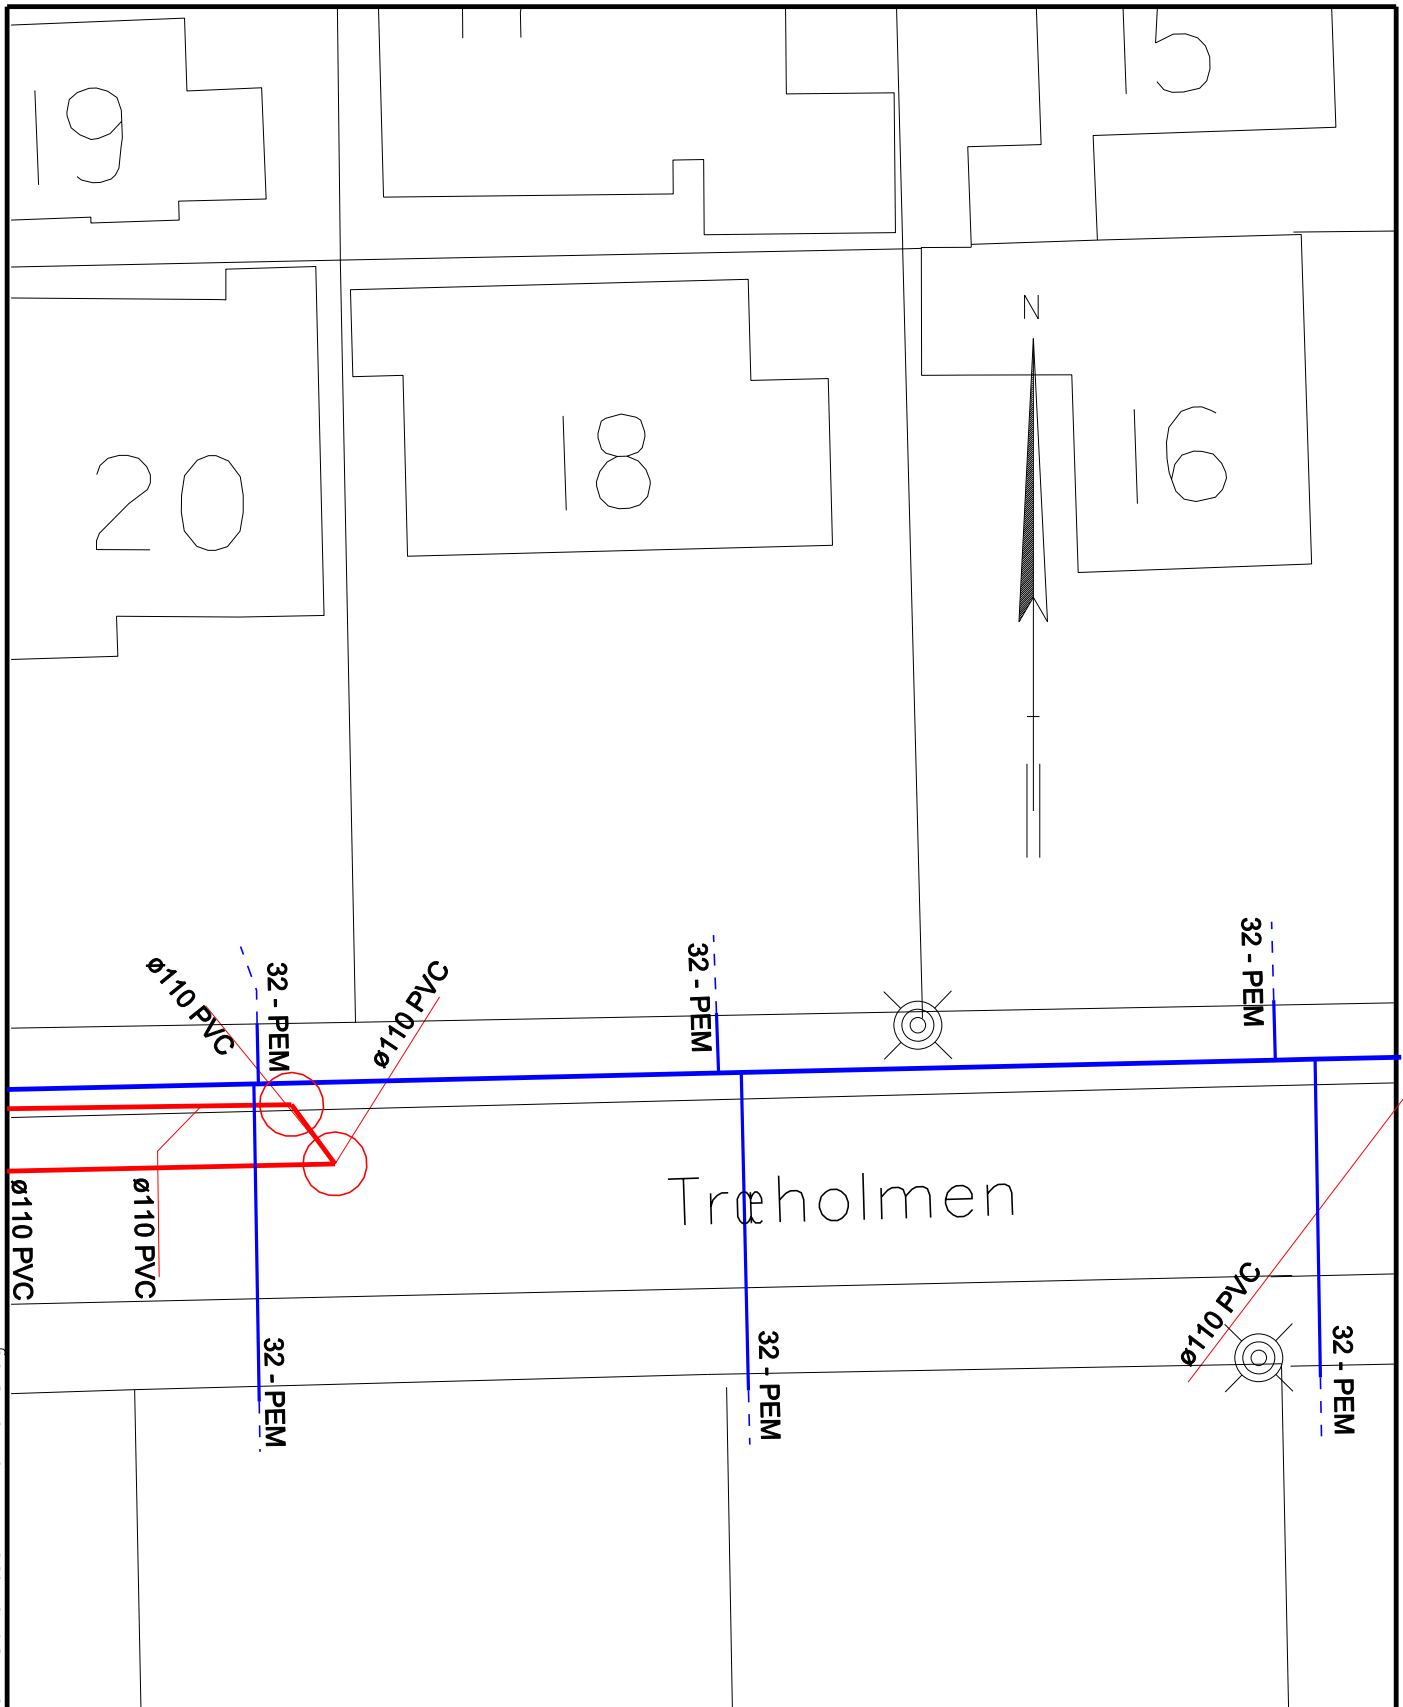 19
15
N
20
18
16
32 - PEM
32 - PEM
32 - PEM
ø110 PVC
ø110 PVC
ø110 PVC
ø110 PVC
Træholmen
ø110 PVC
32 - PEM
32 - PEM
32 - PEM